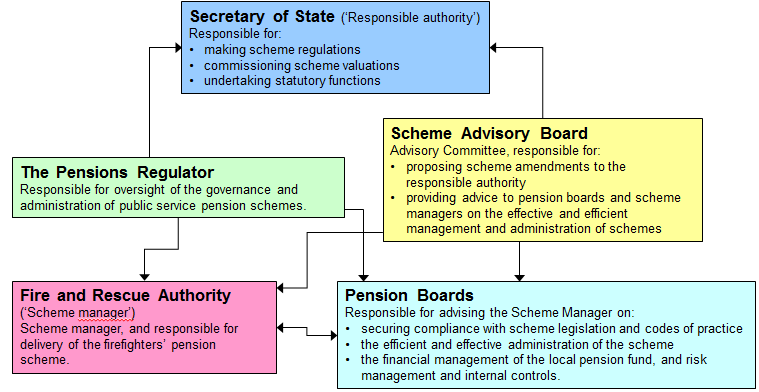 Secretary of State (‘Responsible authority’)
Responsible for:
• making scheme regulations
• commissioning scheme valuations
• undertaking statutory functions
Scheme Advisory Board
Advisory Committee, responsible for:
• proposing scheme amendments to the
responsible authority
• providing advice to pension boards and scheme
managers on the effective and efficient
management and administration of schemes
The Pensions Regulator
Responsible for oversight of the governance and
administration of public service pension schemes.
Fire and Rescue Authority
(‘Scheme manager’)
Scheme manager, and responsible for
delivery of the firefighters’ pension
scheme.
Pension Boards
Responsible for advising the Scheme Manager on:
• securing compliance with scheme legislation and codes of practice
• the efficient and effective administration of the scheme
• the financial management of the local pension fund, and risk
management and internal controls.